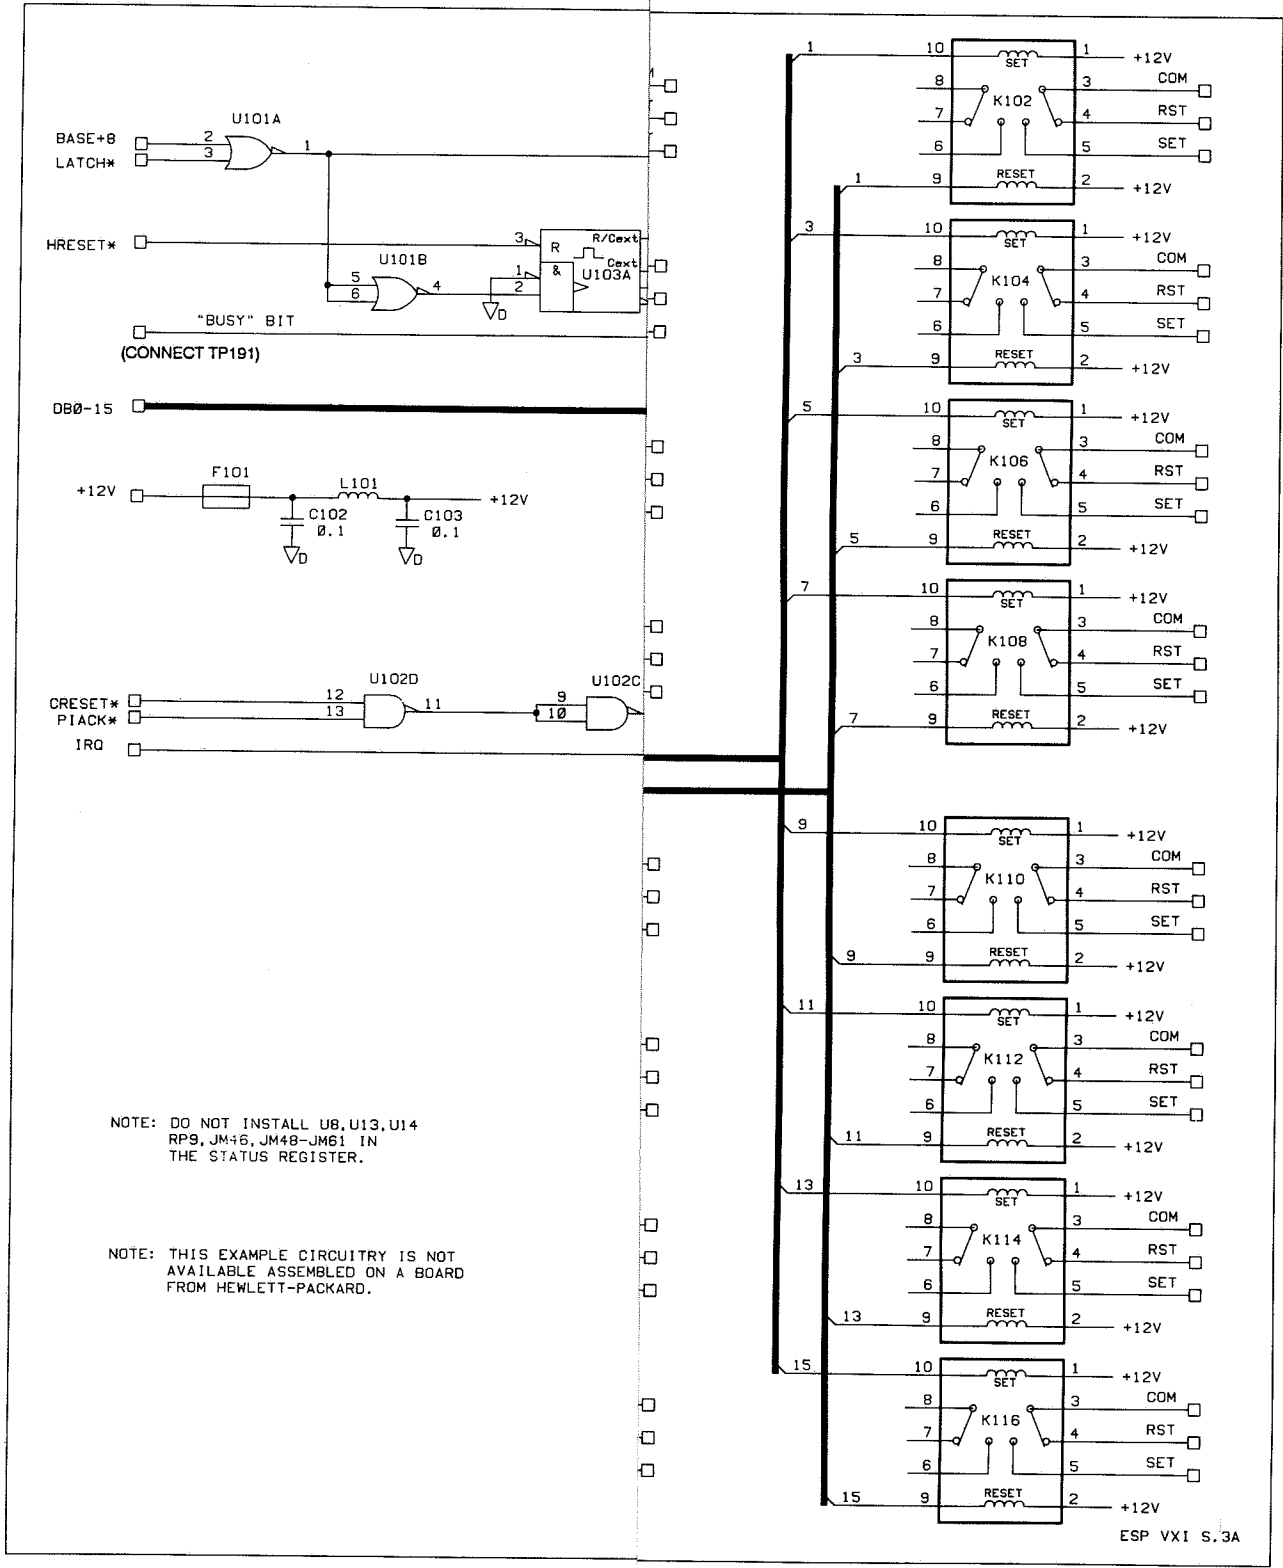 U101A
BASE+8 2
LATCH* 3
1
HRESET* 3 R R/Cext
Cext
U101B
5
6
4
1 &
2
U103A
D
"BUSY" BIT
(CONNECT TP191)
DBØ-15
F101
L101
+12V
+12V
C102
Ø.1
C103
Ø.1
D
D
U102D
U102C
CRESET* 12
PIACK* 13
11
9
10
IRQ
NOTE: DO NOT INSTALL U8,U13,U14
RP9,JM46,JM48-JM61 IN
THE STATUS REGISTER.
NOTE: THIS EXAMPLE CIRCUITRY IS NOT
AVAILABLE ASSEMBLED ON A BOARD
FROM HEWLETT-PACKARD.
1 10 SET 1 +12V
8 3 COM
K102
7 4 RST
6 5 SET
1 9 RESET 2 +12V
3 10 SET 1 +12V
8 3 COM
K104
7 4 RST
6 5 SET
3 9 RESET 2 +12V
5 10 SET 1 +12V
8 3 COM
K106
7 4 RST
6 5 SET
5 9 RESET 2 +12V
7 10 SET 1 +12V
8 3 COM
K108
7 4 RST
6 5 SET
7 9 RESET 2 +12V
9 10 SET 1 +12V
8 3 COM
K110
7 4 RST
6 5 SET
9 9 RESET 2 +12V
11 10 SET 1 +12V
8 3 COM
K112
7 4 RST
6 5 SET
11 9 RESET 2 +12V
13 10 SET 1 +12V
8 3 COM
K114
7 4 RST
6 5 SET
13 9 RESET 2 +12V
15 10 SET 1 +12V
8 3 COM
K116
7 4 RST
6 5 SET
15 9 RESET 2 +12V
ESP VXI S.3A